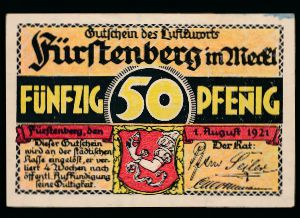 Gutschein des Luftkurorts
Fürstenberg in Meckl
FÜNFZIG 50 PFENIG
Fürstenberg, den 1. August 1921
Dieser Gutschein
wird an der städtischen
Kasse eingelöst, er ver-
liert 4 Wochen nach
öffentl. Aufkündigung
seine Gültigkeit.
Der Rat: